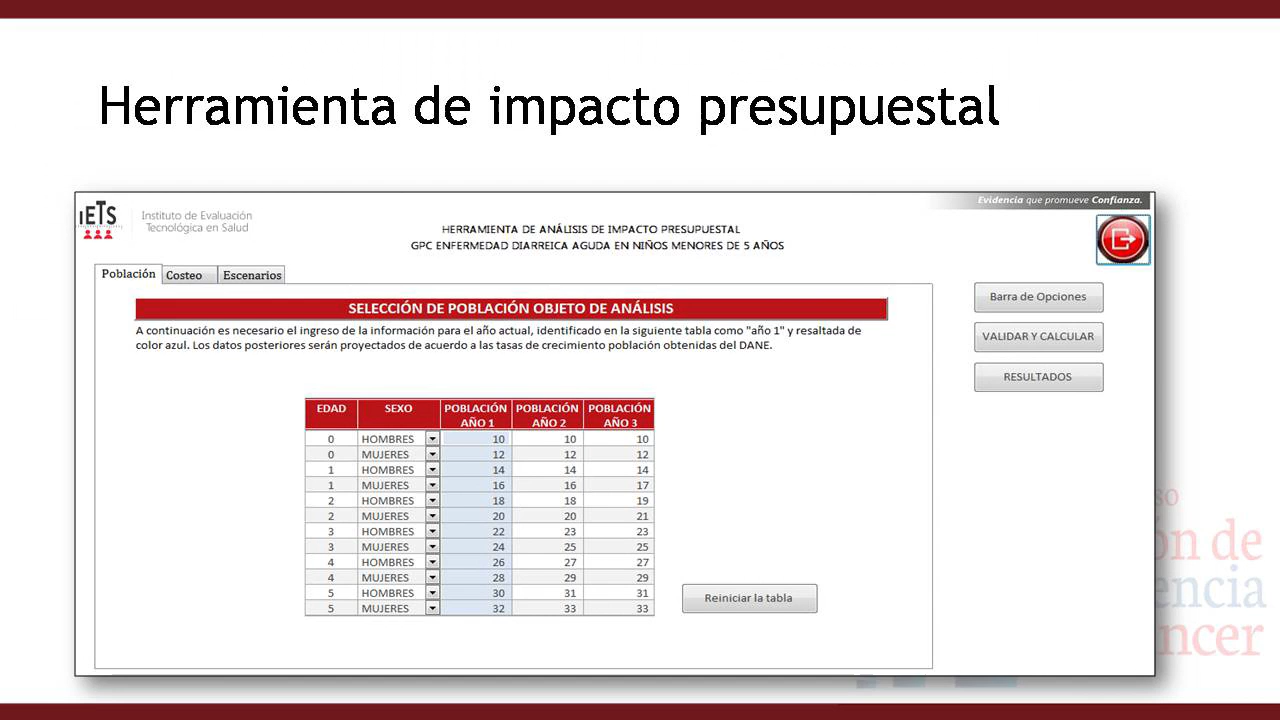 Herramienta de impacto presupuestal
Evidencia que promueve Confianza.
iETS
Instituto de Evaluación
Tecnológica en Salud
HERRAMIENTA DE ANÁLISIS DE IMPACTO PRESUPUESTAL
GPC ENFERMEDAD DIARREICA AGUDA EN NIÑOS MENORES DE 5 AÑOS
Población Costeo Escenarios
Barra de Opciones
VALIDAR Y CALCULAR
RESULTADOS
SELECCIÓN DE POBLACIÓN OBJETO DE ANÁLISIS
A continuación es necesario el ingreso de la información para el año actual, identificado en la siguiente tabla como "año 1" y resaltada de
color azul. Los datos posteriores serán proyectados de acuerdo a las tasas de crecimiento población obtenidas del DANE.
EDAD SEXO POBLACIÓN AÑO 1 POBLACIÓN AÑO 2 POBLACIÓN AÑO 3
0 HOMBRES 10 10 10
0 MUJERES 12 12 12
1 HOMBRES 14 14 14
1 MUJERES 16 16 17
2 HOMBRES 18 18 19
2 MUJERES 20 20 21
3 HOMBRES 22 23 23
3 MUJERES 24 25 25
4 HOMBRES 26 27 27
4 MUJERES 28 29 29
5 HOMBRES 30 31 31
5 MUJERES 32 33 33
Reiniciar la tabla
so
ón de
encia
ncer